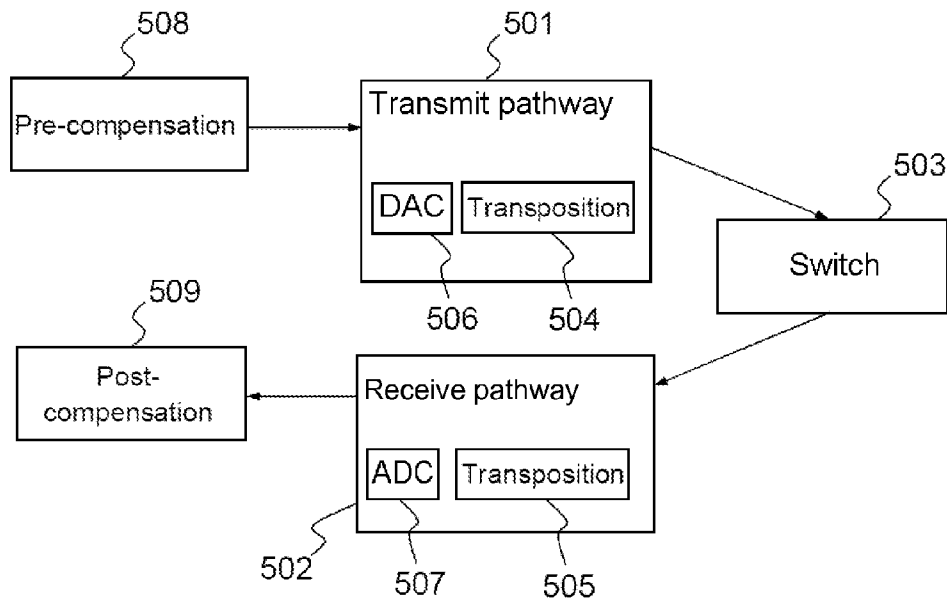 508
501
Pre-compensation
Transmit pathway
503
DAC
Transposition
Switch
506
504
509
Post-
compensation
Receive pathway
ADC
Transposition
502
507
505